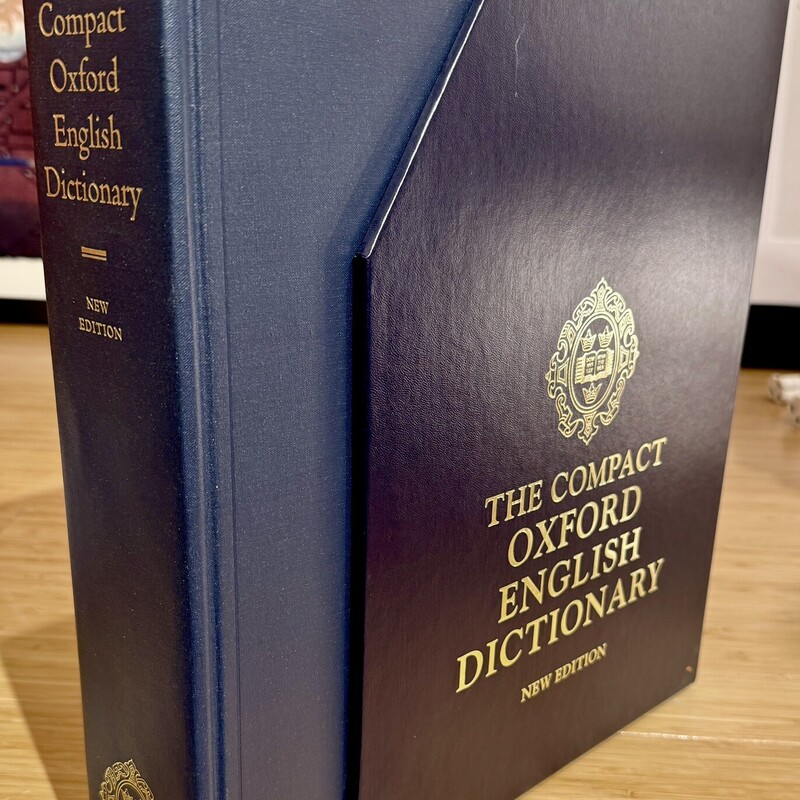 Compact
Oxford
English
Dictionary
NEW
EDITION
THE COMPACT
OXFORD
ENGLISH
DICTIONARY
NEW EDITION